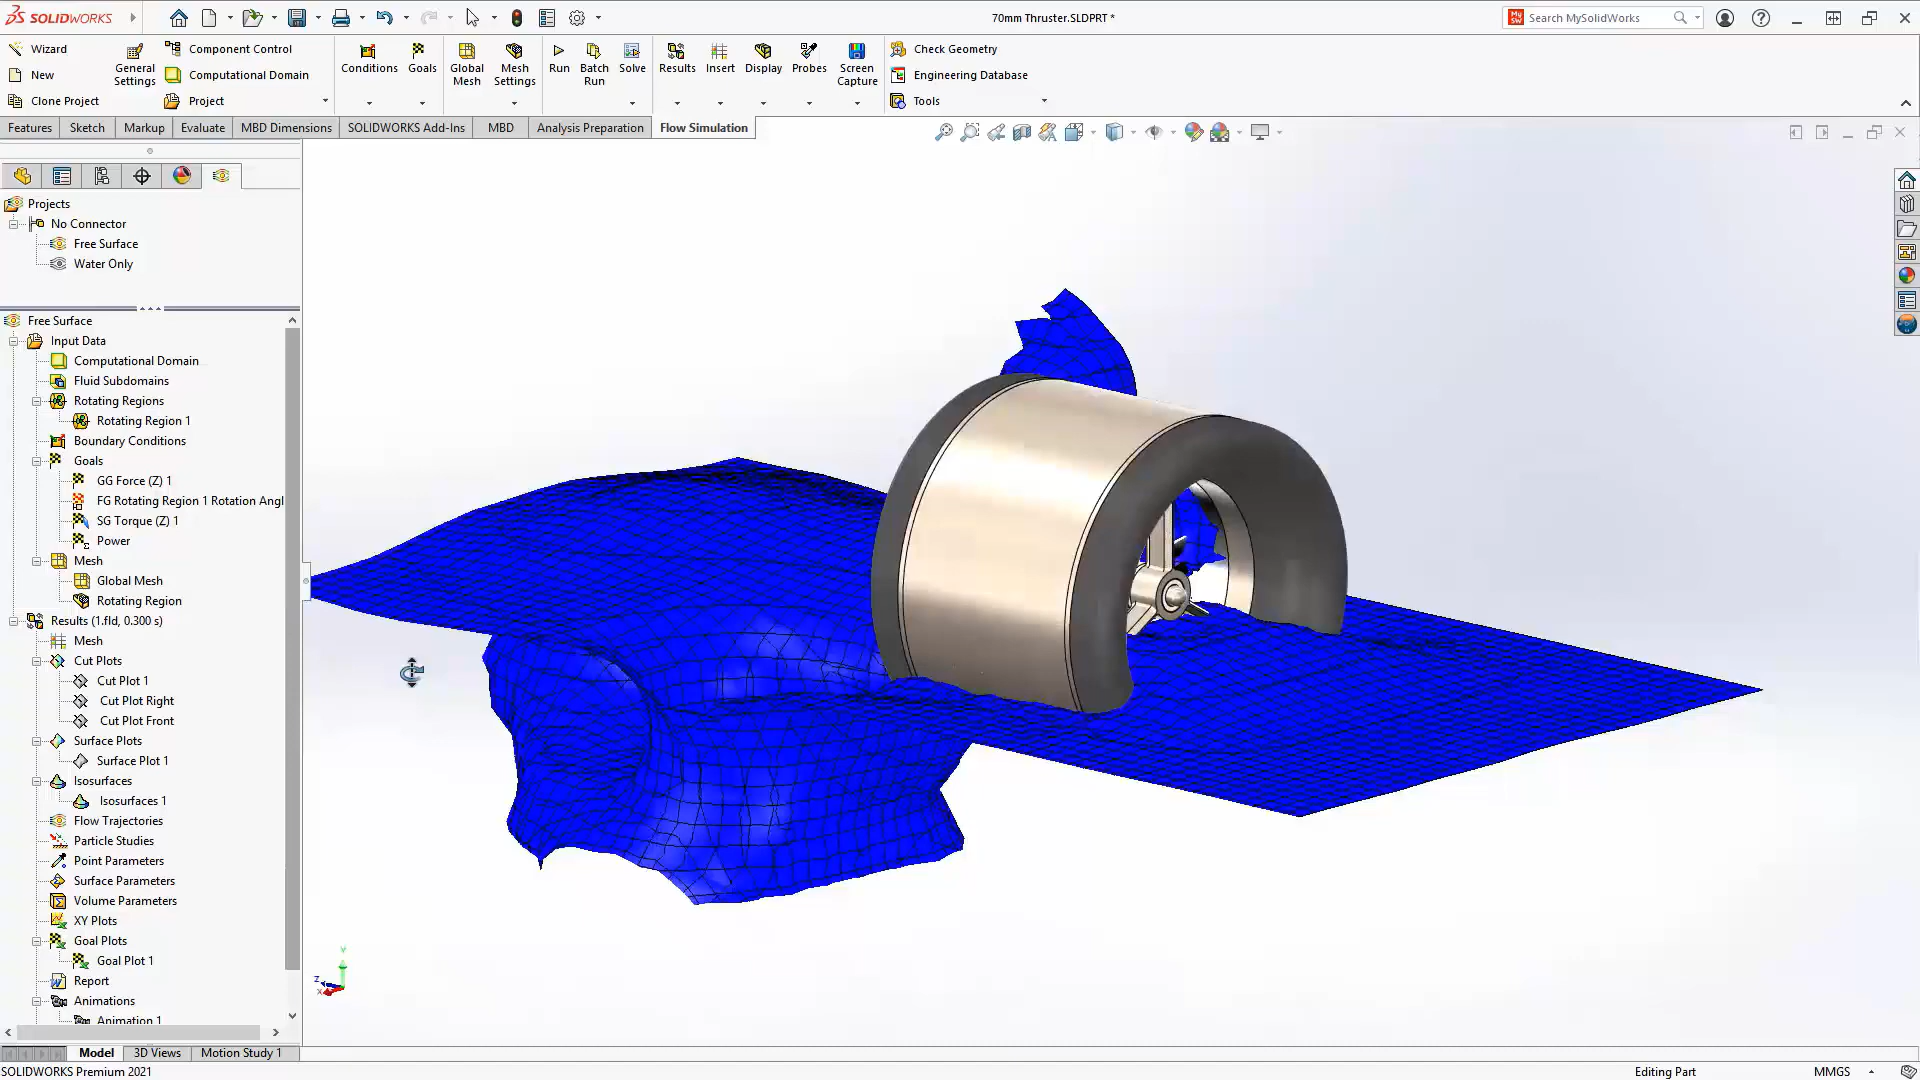 SOLIDWORKS
70mm Thruster.SLDPRT *
MySW
Search MySolidWorks
Wizard
New
Clone Project
General Settings
Component Control
Computational Domain
Project
Conditions
Goals
Global Mesh
Mesh Settings
Run
Batch Run
Solve
Results
Insert
Display
Probes
Screen Capture
Check Geometry
Engineering Database
Tools
Features
Sketch
Markup
Evaluate
MBD Dimensions
SOLIDWORKS Add-Ins
MBD
Analysis Preparation
Flow Simulation
Projects
No Connector
Free Surface
Water Only
Free Surface
Input Data
Computational Domain
Fluid Subdomains
Rotating Regions
Rotating Region 1
Boundary Conditions
Goals
GG Force (Z) 1
FG Rotating Region 1 Rotation Angl
SG Torque (Z) 1
Power
Mesh
Global Mesh
Rotating Region
Results (1.fld, 0.300 s)
Mesh
Cut Plots
Cut Plot 1
Cut Plot Right
Cut Plot Front
Surface Plots
Surface Plot 1
Isosurfaces
Isosurfaces 1
Flow Trajectories
Particle Studies
Point Parameters
Surface Parameters
Volume Parameters
XY Plots
Goal Plots
Goal Plot 1
Report
Animations
Animation 1
Y
Z
X
Model
3D Views
Motion Study 1
SOLIDWORKS Premium 2021
Editing Part
MMGS